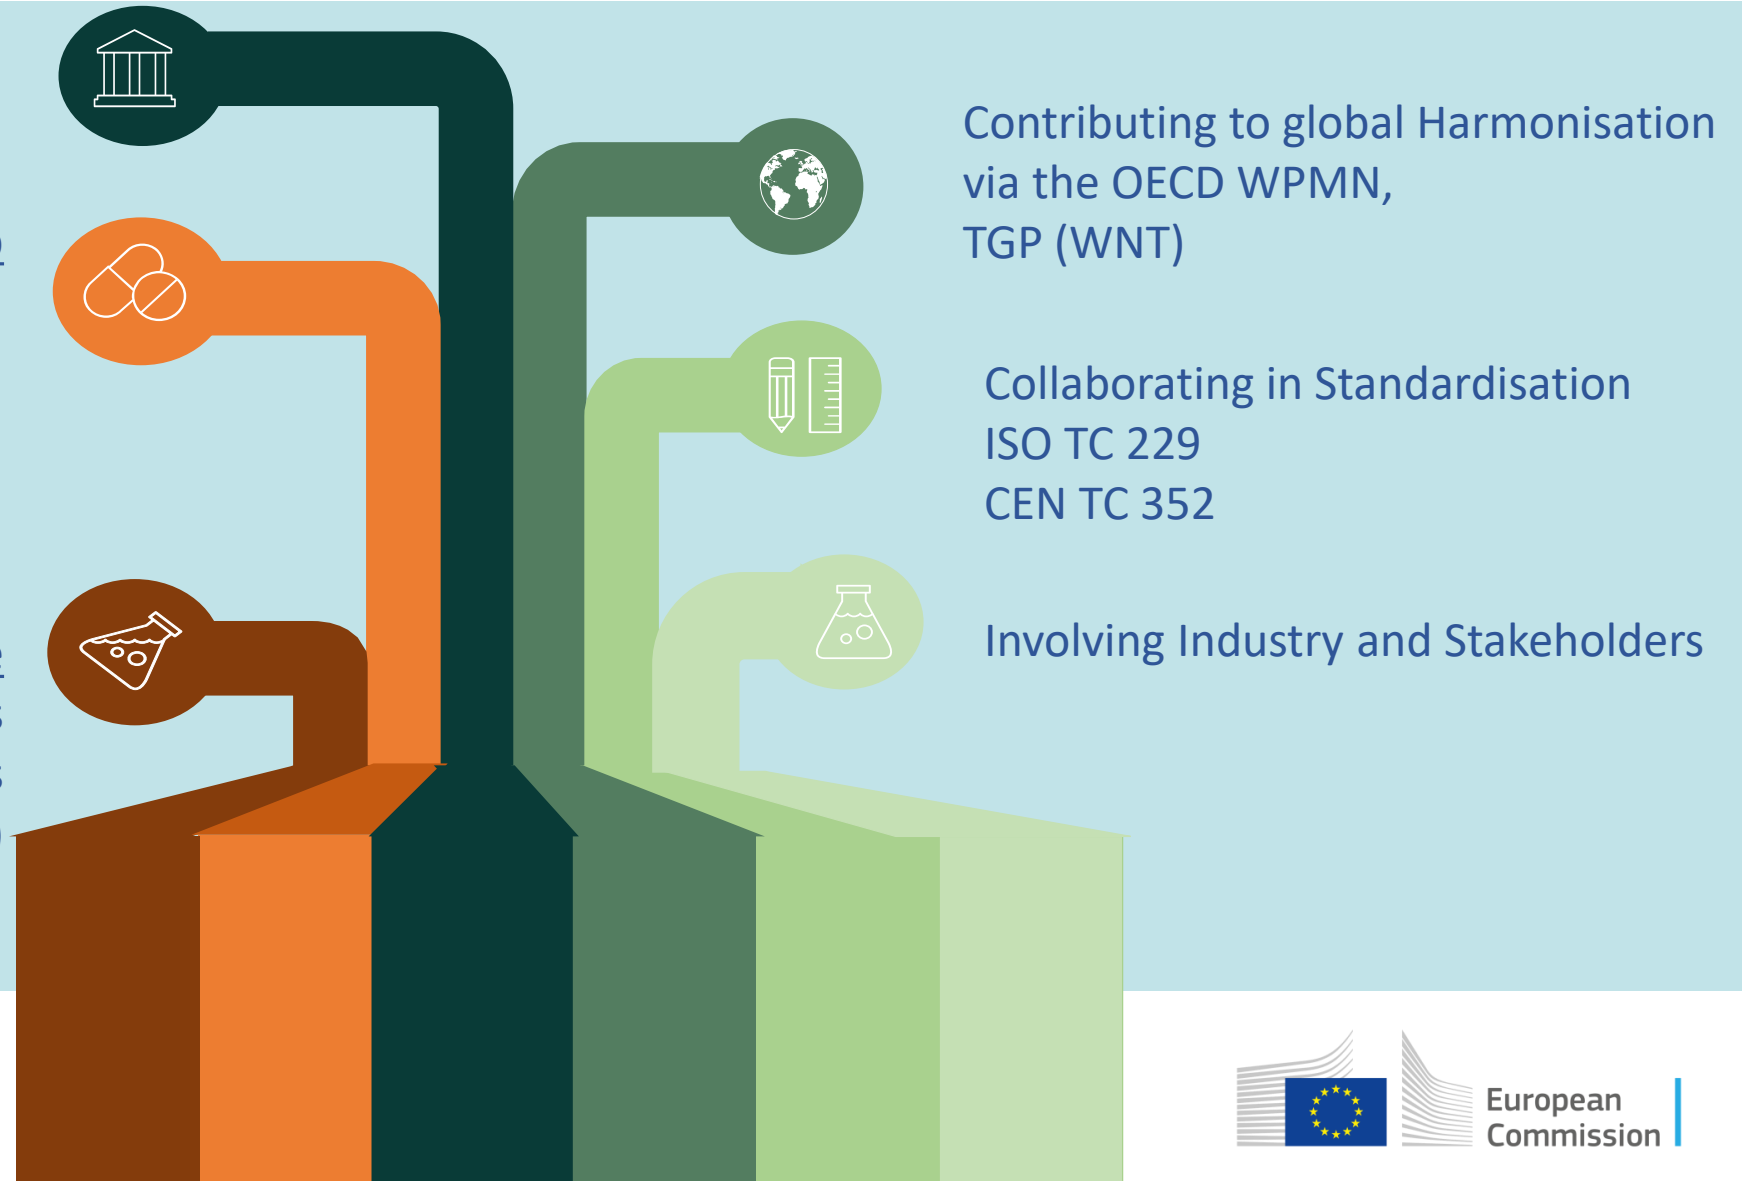 Contributing to global Harmonisation
via the OECD WPMN,
TGP (WNT)
Collaborating in Standardisation
ISO TC 229
CEN TC 352
Involving Industry and Stakeholders
European
Commission